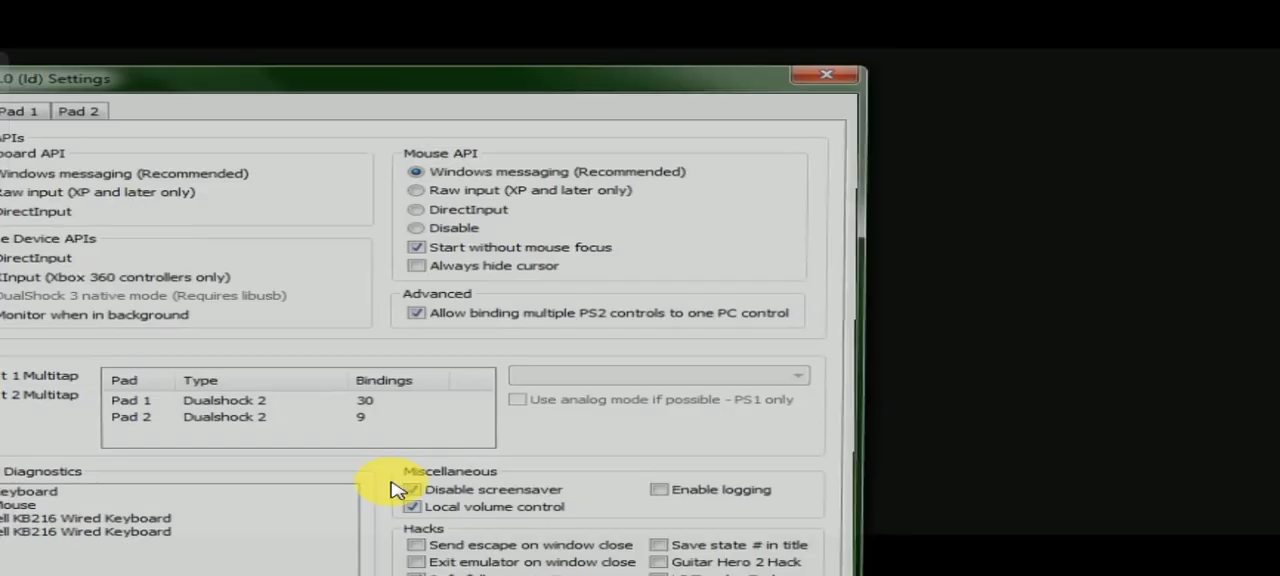 .0 (ld) Settings
Pad 1 Pad 2
APIs
board API
Windows messaging (Recommended)
Raw input (XP and later only)
DirectInput
Mouse API
Windows messaging (Recommended)
Raw input (XP and later only)
DirectInput
Disable
Start without mouse focus
Always hide cursor
e Device APIs
DirectInput
XInput (Xbox 360 controllers only)
DualShock 3 native mode (Requires libusb)
Monitor when in background
Advanced
Allow binding multiple PS2 controls to one PC control
t 1 Multitap
t 2 Multitap
Pad Type Bindings
Pad 1 Dualshock 2 30
Pad 2 Dualshock 2 9
Use analog mode if possible - PS1 only
Diagnostics
eyboard
Mouse
ell KB216 Wired Keyboard
ell KB216 Wired Keyboard
Miscellaneous
Disable screensaver Enable logging
Local volume control
Hacks
Send escape on window close Save state # in title
Exit emulator on window close Guitar Hero 2 Hack